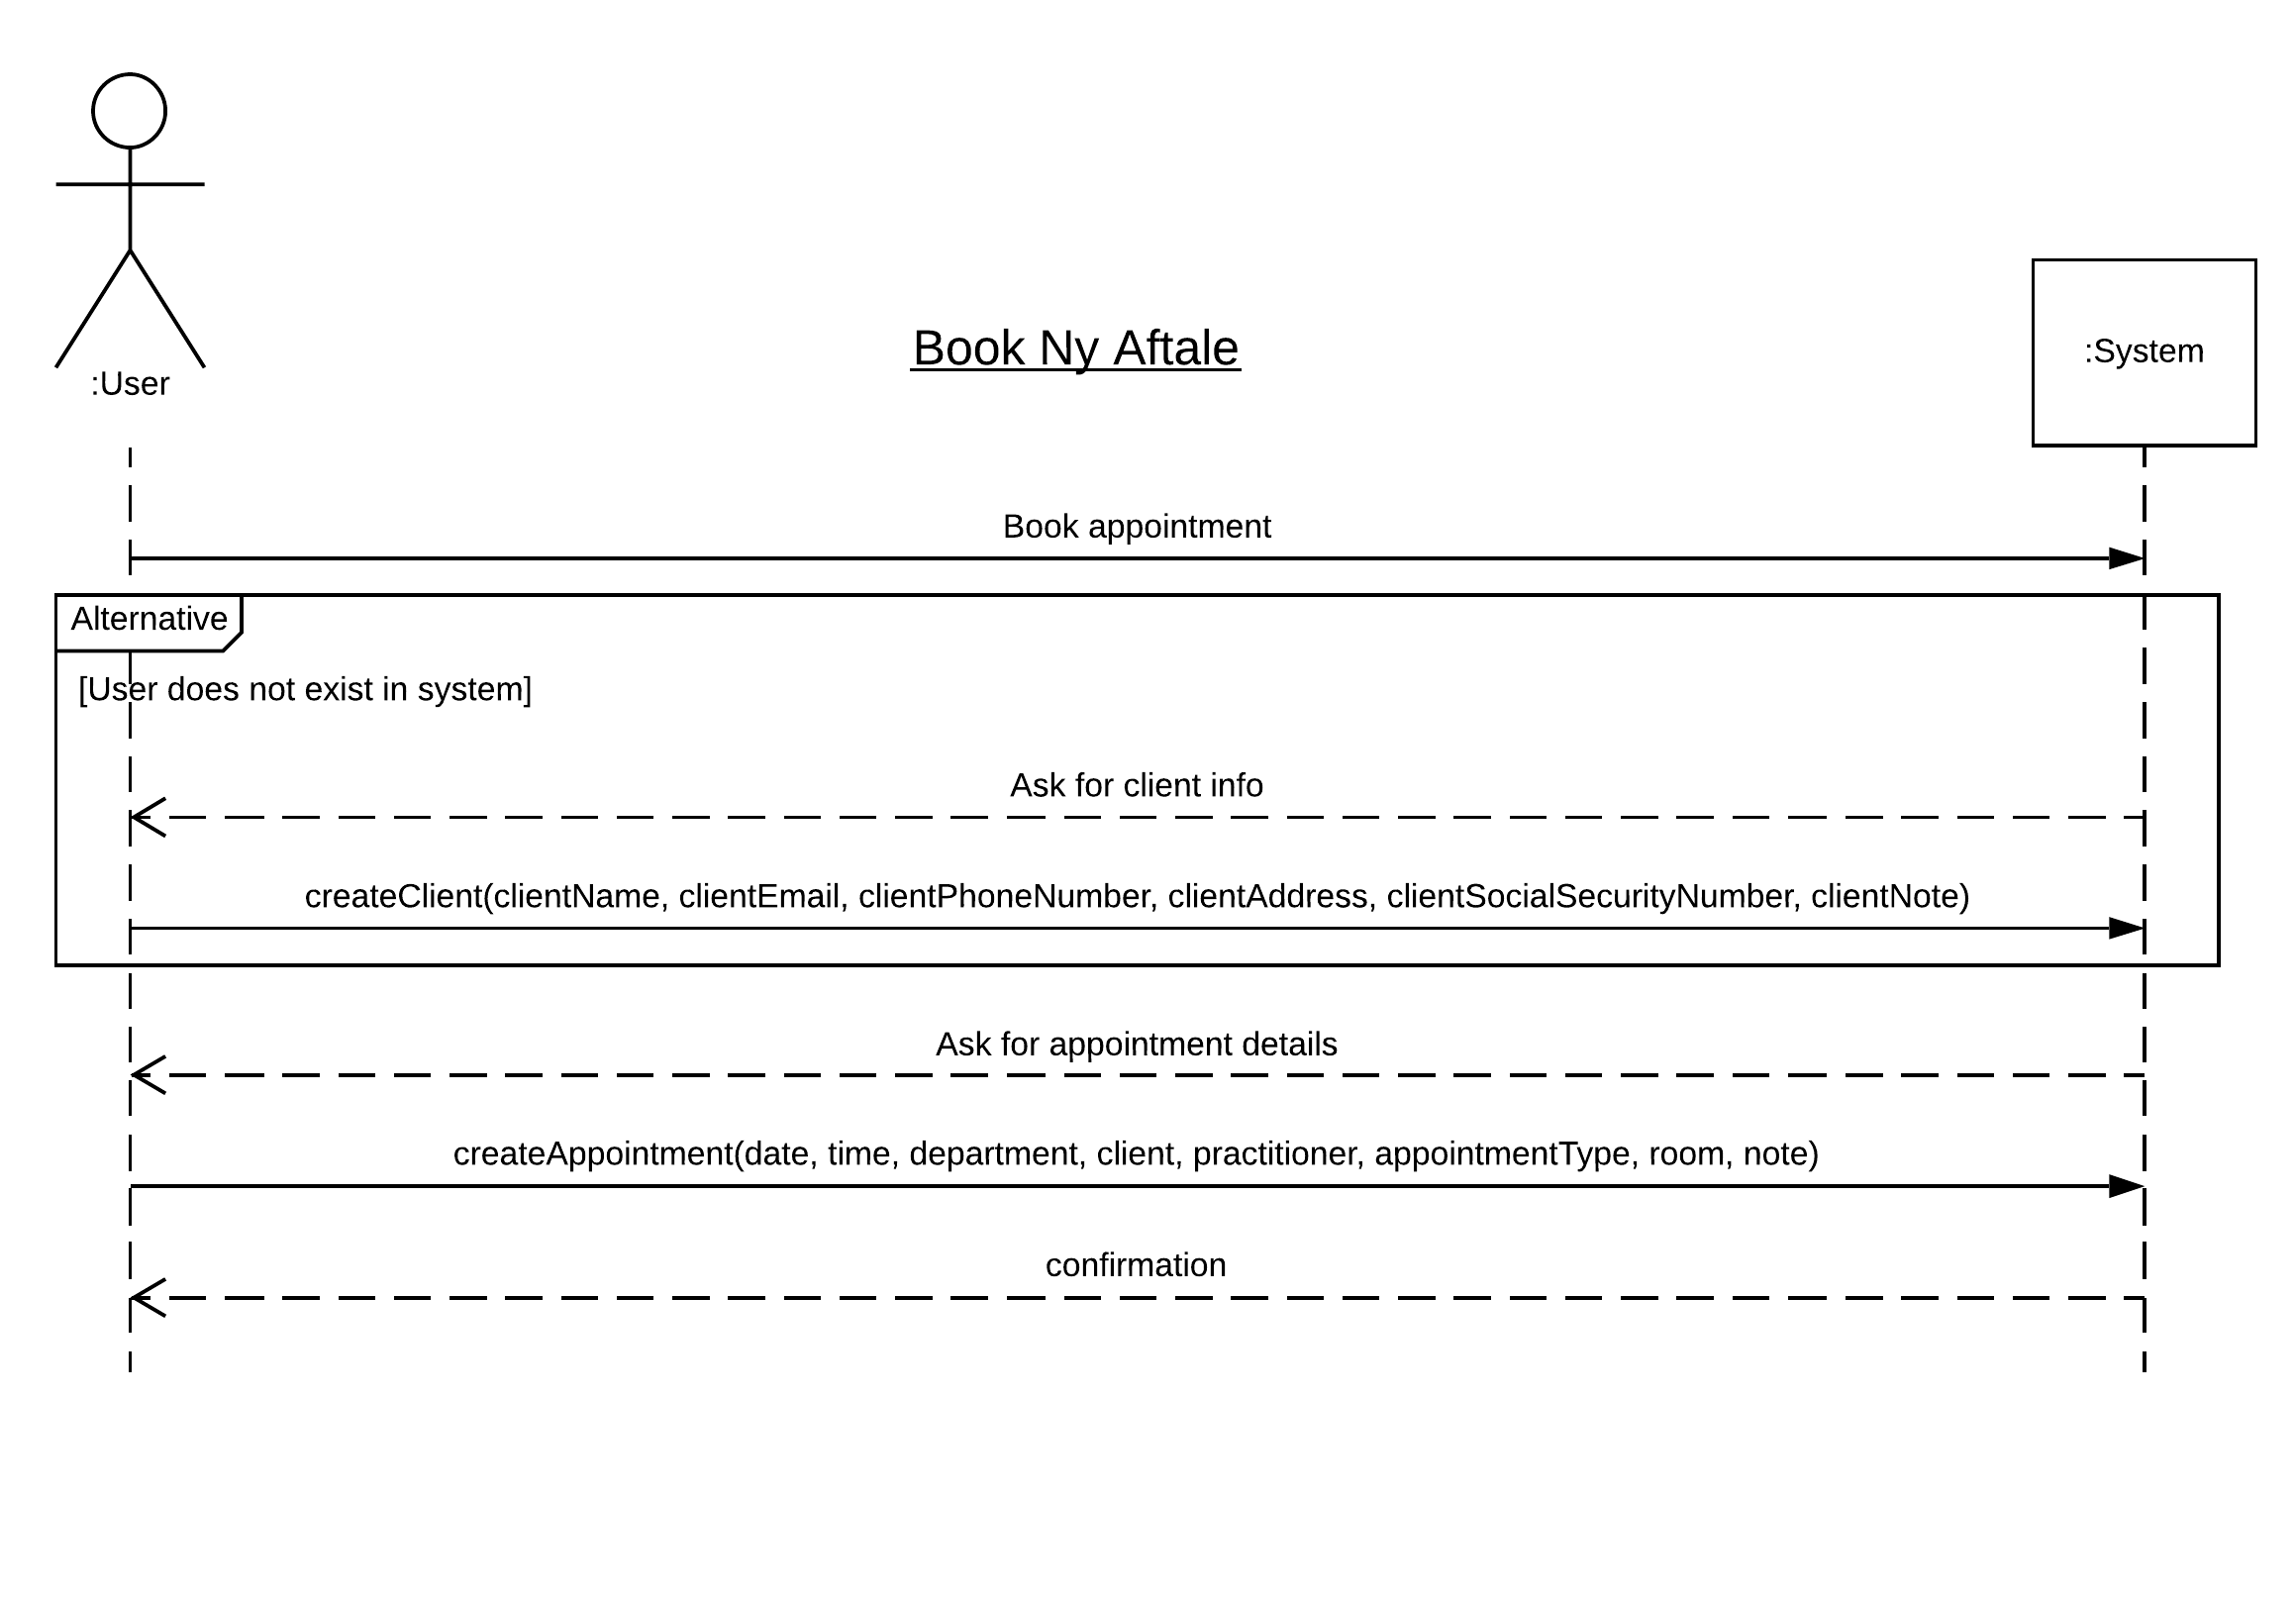 :User
Book Ny Aftale
:System
Book appointment
Alternative
[User does not exist in system]
Ask for client info
createClient(clientName, clientEmail, clientPhoneNumber, clientAddress, clientSocialSecurityNumber, clientNote)
Ask for appointment details
createAppointment(date, time, department, client, practitioner, appointmentType, room, note)
confirmation